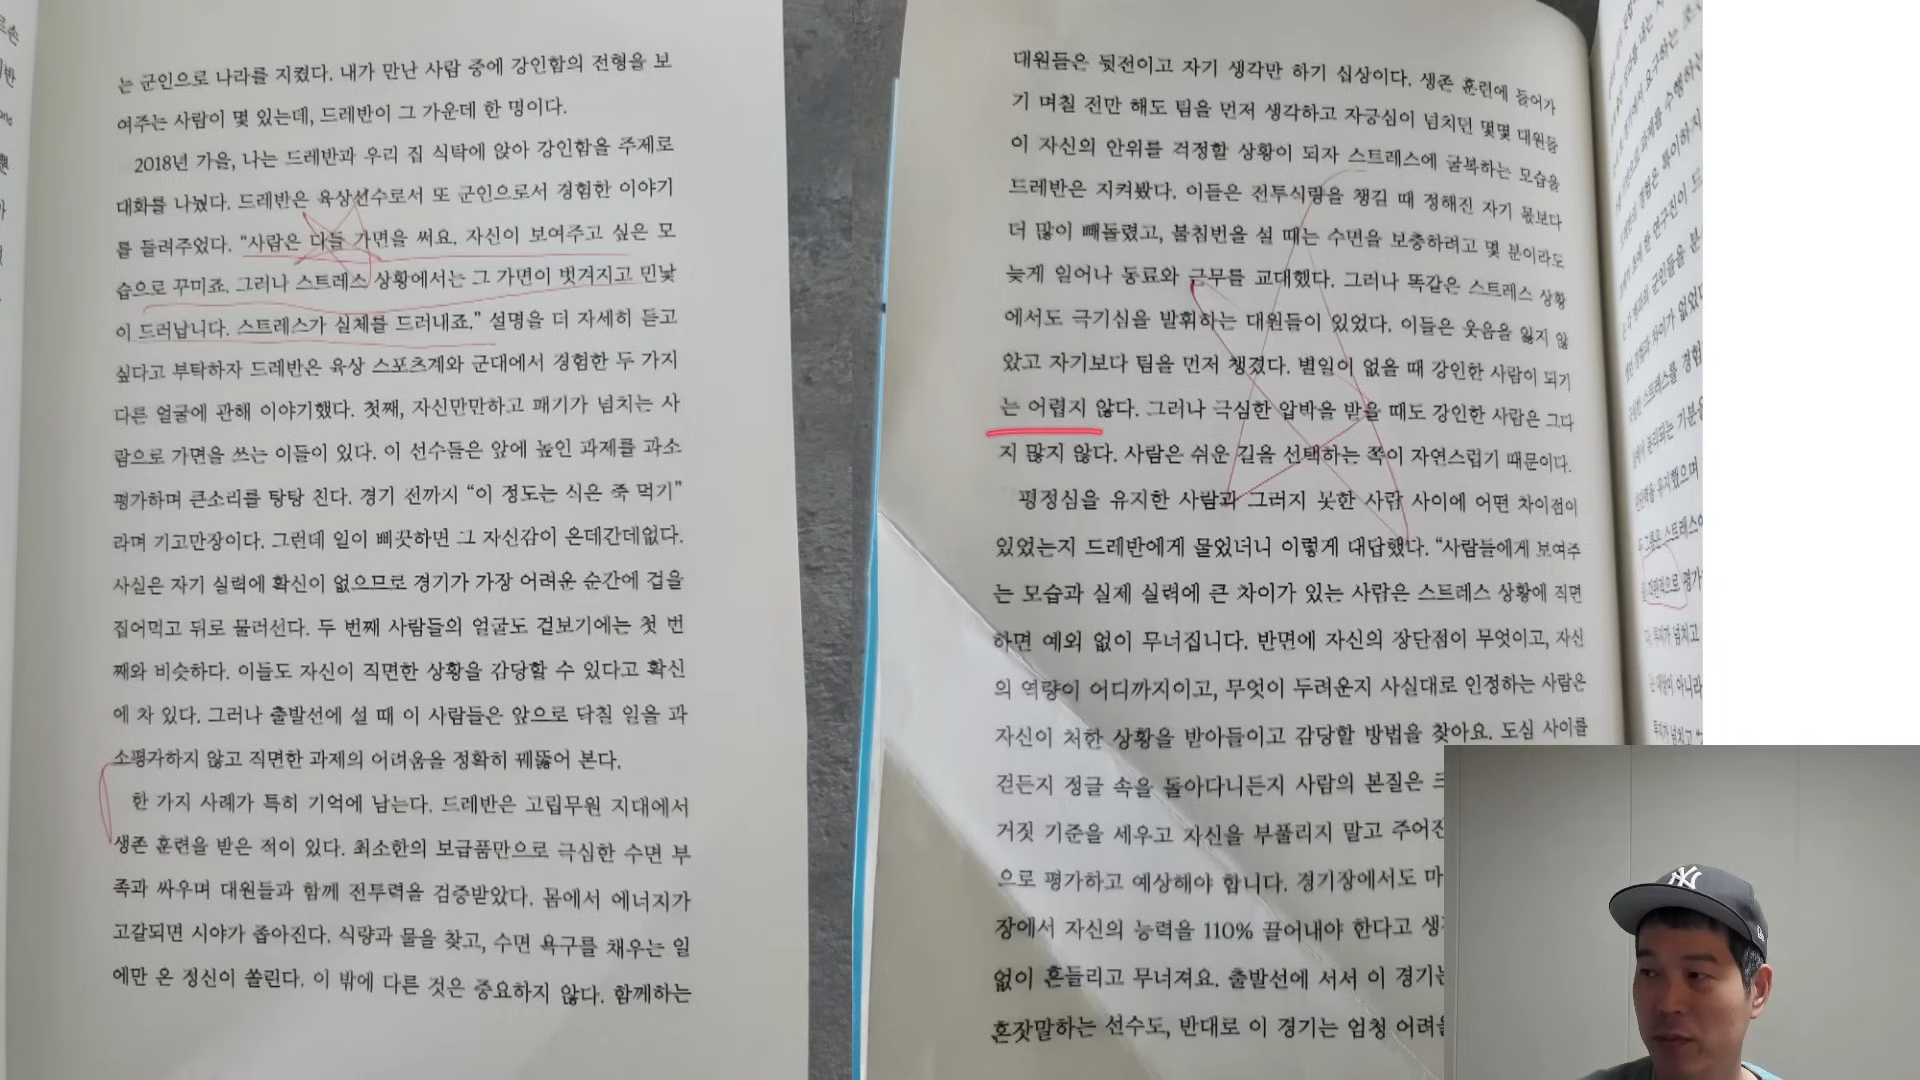 는 군인으로 나라를 지켰다. 내가 만난 사람 중에 강인함의 전형을 보
여주는 사람이 몇 있는데, 드레반이 그 가운데 한 명이다.
2018년 가을, 나는 드레반과 우리 집 식탁에 앉아 강인함을 주제로
대화를 나눴다. 드레반은 육상선수로서 또 군인으로서 경험한 이야기
를 들려주었다. “사람은 다들 가면을 써요. 자신이 보여주고 싶은 모
습으로 꾸미죠. 그러나 스트레스 상황에서는 그 가면이 벗겨지고 민낯
이 드러납니다. 스트레스가 실체를 드러내죠.” 설명을 더 자세히 듣고
싶다고 부탁하자 드레반은 육상 스포츠계와 군대에서 경험한 두 가지
다른 얼굴에 관해 이야기했다. 첫째, 자신만만하고 패기가 넘치는 사
람으로 가면을 쓰는 이들이 있다. 이 선수들은 앞에 놓인 과제를 과소
평가하며 큰소리를 탕탕 친다. 경기 전까지 “이 정도는 식은 죽 먹기”
라며 기고만장이다. 그런데 일이 삐끗하면 그 자신감이 온데간데없다.
사실은 자기 실력에 확신이 없으므로 경기가 가장 어려운 순간에 겁을
집어먹고 뒤로 물러선다. 두 번째 사람들의 얼굴도 겉보기에는 첫 번
째와 비슷하다. 이들도 자신이 직면한 상황을 감당할 수 있다고 확신
에 차 있다. 그러나 출발선에 설 때 이 사람들은 앞으로 닥칠 일을 과
소평가하지 않고 직면한 과제의 어려움을 정확히 꿰뚫어 본다.
한 가지 사례가 특히 기억에 남는다. 드레반은 고립무원 지대에서
생존 훈련을 받은 적이 있다. 최소한의 보급품만으로 극심한 수면 부
족과 싸우며 대원들과 함께 전투력을 검증받았다. 몸에서 에너지가
고갈되면 시야가 좁아진다. 식량과 물을 찾고, 수면 욕구를 채우는 일
에만 온 정신이 쏠린다. 이 밖에 다른 것은 중요하지 않다. 함께하는
대원들은 뒷전이고 자기 생각만 하기 십상이다. 생존 훈련에 들어가
기 며칠 전만 해도 팀을 먼저 생각하고 자긍심이 넘치던 몇몇 대원들
이 자신의 안위를 걱정할 상황이 되자 스트레스에 굴복하는 모습을
드레반은 지켜봤다. 이들은 전투식량을 챙길 때 정해진 자기 몫보다
더 많이 빼돌렸고, 불침번을 설 때는 수면을 보충하려고 몇 분이라도
늦게 일어나 동료와 근무를 교대했다. 그러나 똑같은 스트레스 상황
에서도 극기심을 발휘하는 대원들이 있었다. 이들은 웃음을 잃지 않
았고 자기보다 팀을 먼저 챙겼다. 별일이 없을 때 강인한 사람이 되기
는 어렵지 않다. 그러나 극심한 압박을 받을 때도 강인한 사람은 그다
지 많지 않다. 사람은 쉬운 길을 선택하는 쪽이 자연스럽기 때문이다.
평정심을 유지한 사람과 그러지 못한 사람 사이에 어떤 차이점이
있었는지 드레반에게 물었더니 이렇게 대답했다. “사람들에게 보여주
는 모습과 실제 실력에 큰 차이가 있는 사람은 스트레스 상황에 직면
하면 예외 없이 무너집니다. 반면에 자신의 장단점이 무엇이고, 자신
의 역량이 어디까지이고, 무엇이 두려운지 사실대로 인정하는 사람은
자신이 처한 상황을 받아들이고 감당할 방법을 찾아요. 도심 사이를
걷든지 정글 속을 돌아다니든지 사람의 본질은
거짓 기준을 세우고 자신을 부풀리지 말고 주어진
으로 평가하고 예상해야 합니다. 경기장에서도 마
장에서 자신의 능력을 110% 끌어내야 한다고 생
없이 흔들리고 무너져요. 출발선에 서서 이 경기는
혼잣말하는 선수도, 반대로 이 경기는 엄청 어려울